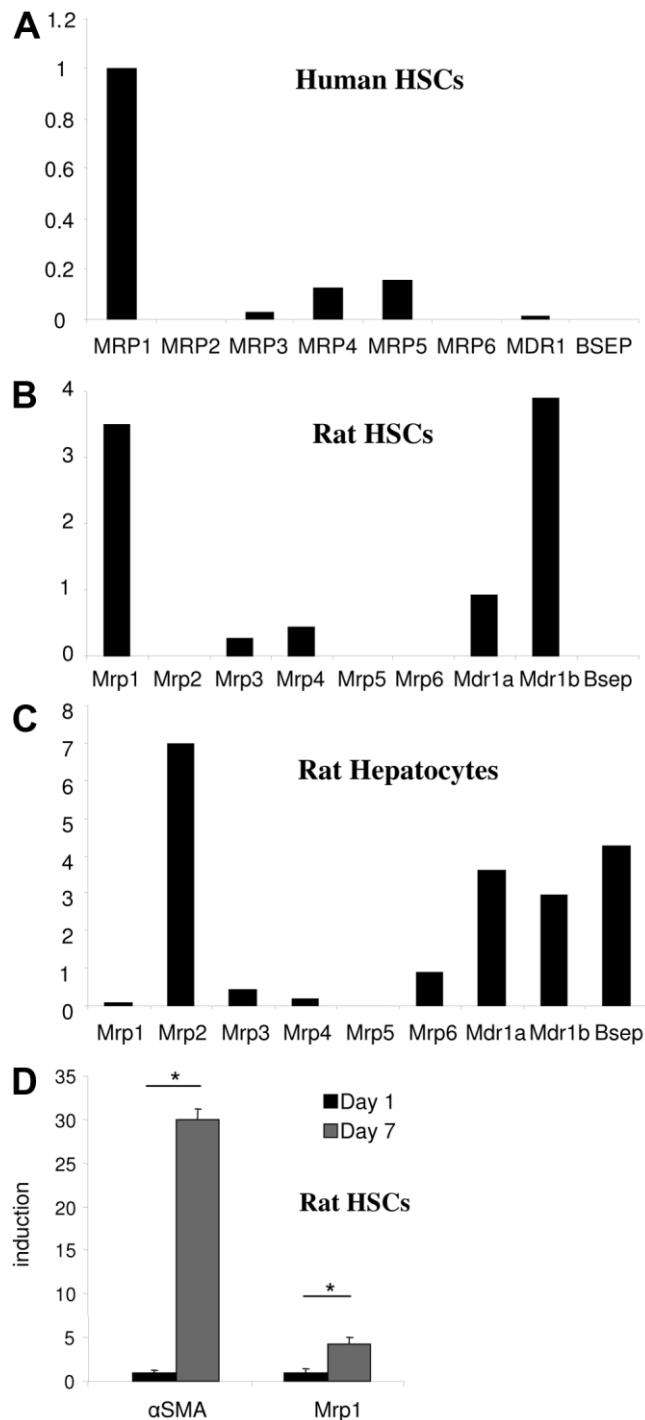 A
1.2
1
0.8
0.6
0.4
0.2
0
Human HSCs
MRP1 MRP2 MRP3 MRP4 MRP5 MRP6 MDR1 BSEP
B
4
3
2
1
0
Rat HSCs
Mrp1 Mrp2 Mrp3 Mrp4 Mrp5 Mrp6 Mdr1a Mdr1b Bsep
C
8
7
6
5
4
3
2
1
0
Rat Hepatocytes
Mrp1 Mrp2 Mrp3 Mrp4 Mrp5 Mrp6 Mdr1a Mdr1b Bsep
D
35
30
25
20
15
10
5
0
induction
*
Day 1
Day 7
Rat HSCs
*
αSMA Mrp1